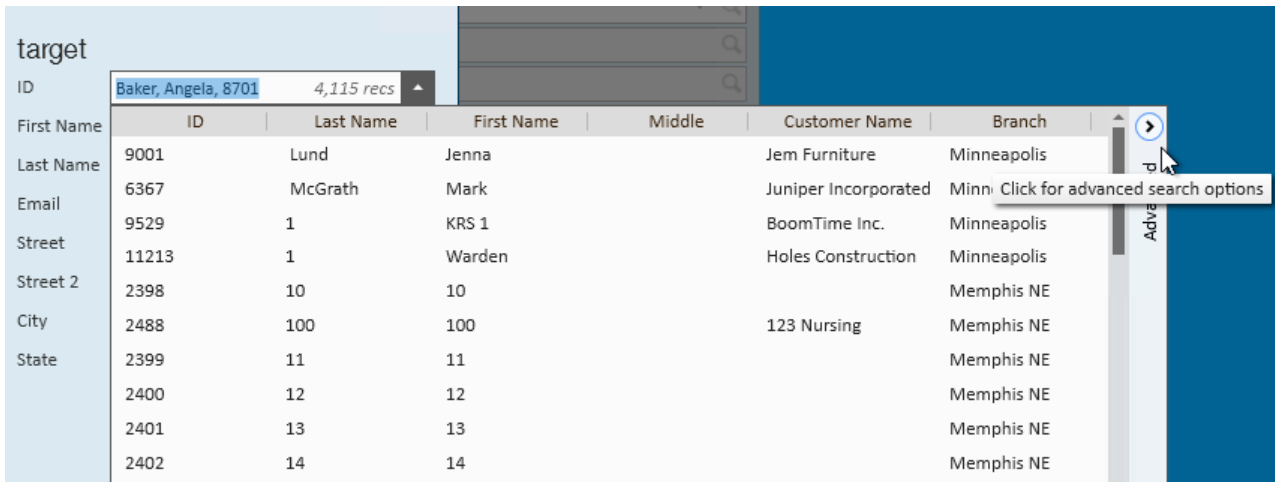 target
ID Baker, Angela, 8701 4,115 recs
ID Last Name First Name Middle Customer Name Branch
First Name
Last Name
Email
Street
Street 2
City
State
9001 Lund Jenna Jem Furniture Minneapolis
6367 McGrath Mark Juniper Incorporated Minn
Click for advanced search options
9529 1 KRS 1 BoomTime Inc. Minneapolis
11213 1 Warden Holes Construction Minneapolis
2398 10 10 Memphis NE
2488 100 100 123 Nursing Memphis NE
2399 11 11 Memphis NE
2400 12 12 Memphis NE
2401 13 13 Memphis NE
2402 14 14 Memphis NE